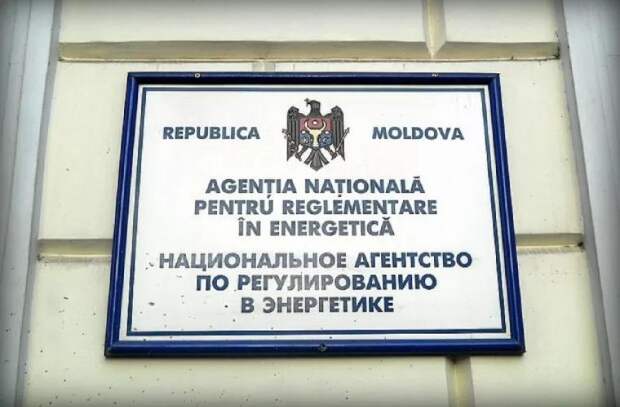 REPUBLICA MOLDOVA
AGENȚIA NAȚIONALĂ
PENTRU REGLEMENTARE
ÎN ENERGETICĂ
НАЦИОНАЛЬНОЕ АГЕНТСТВО
ПО РЕГУЛИРОВАНИЮ
В ЭНЕРГЕТИКЕ